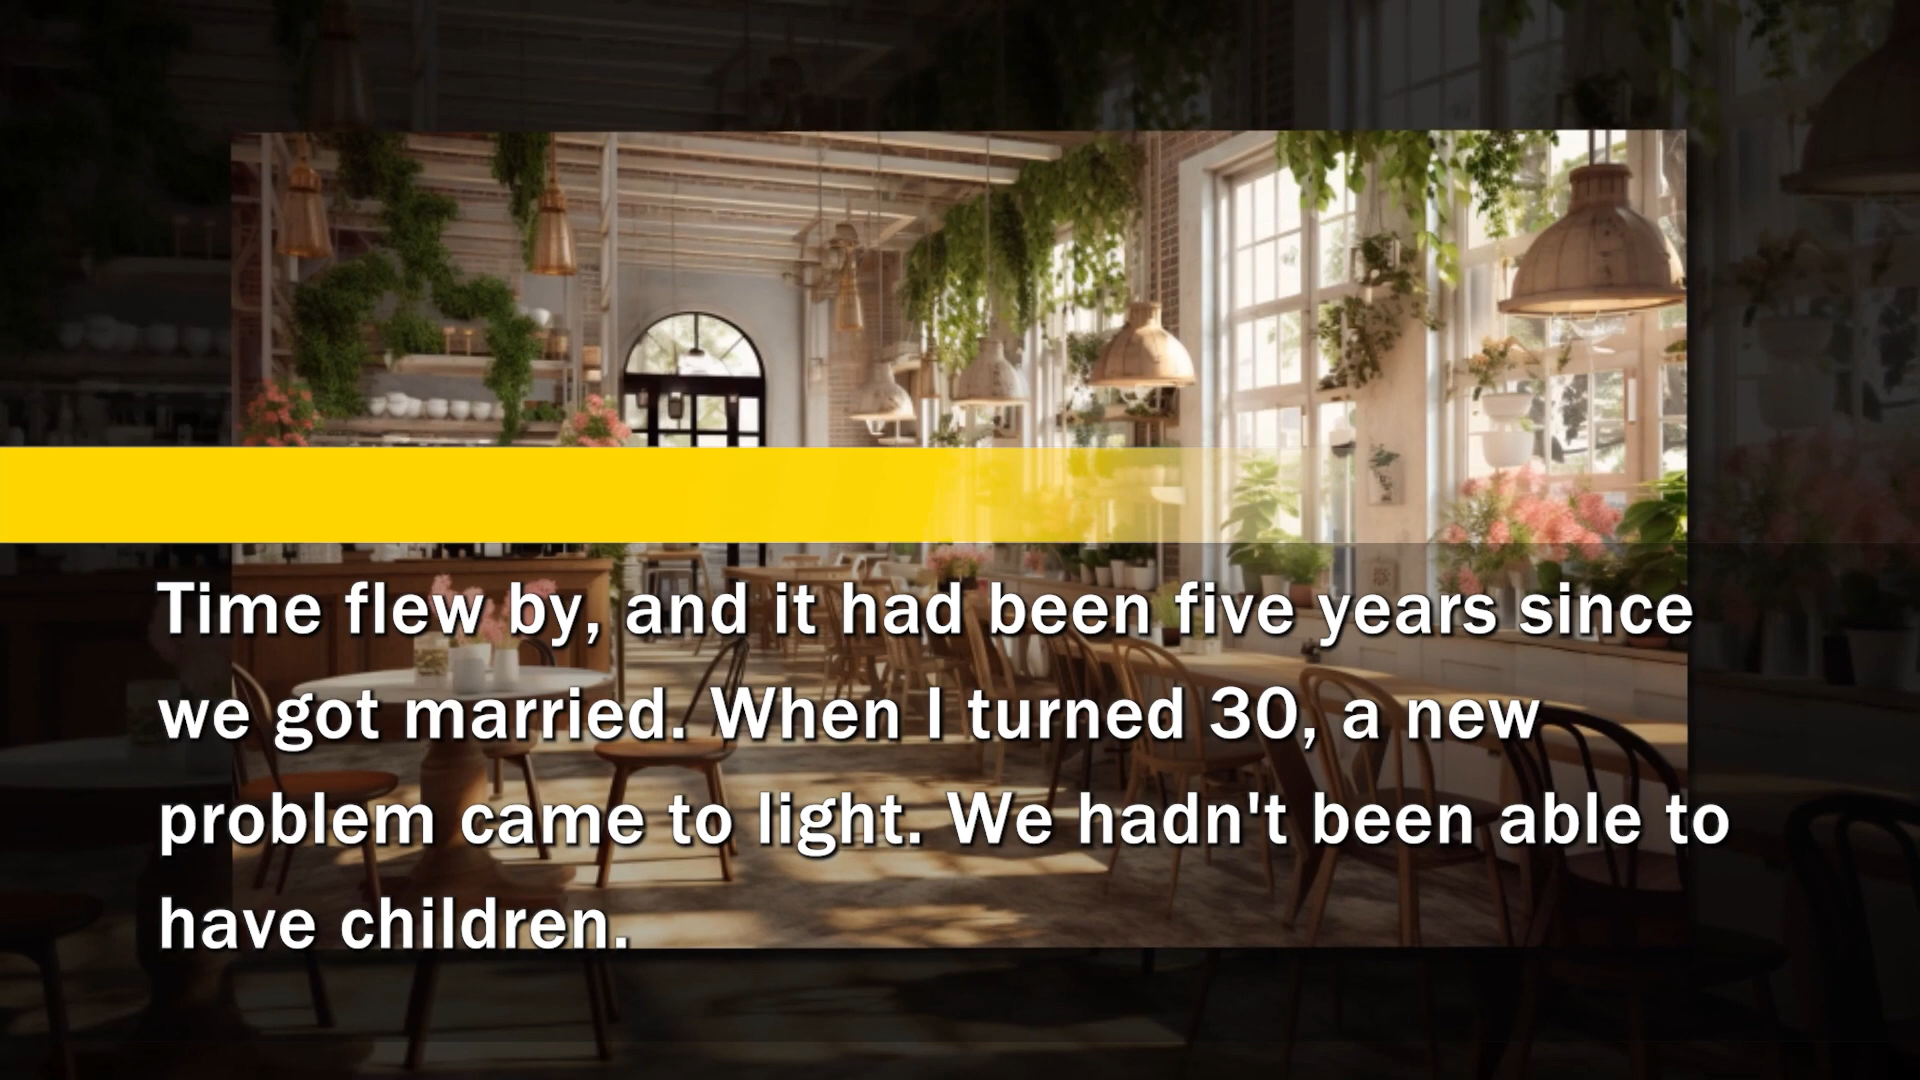 Time flew by, and it had been five years since
we got married. When I turned 30, a new
problem came to light. We hadn't been able to
have children.